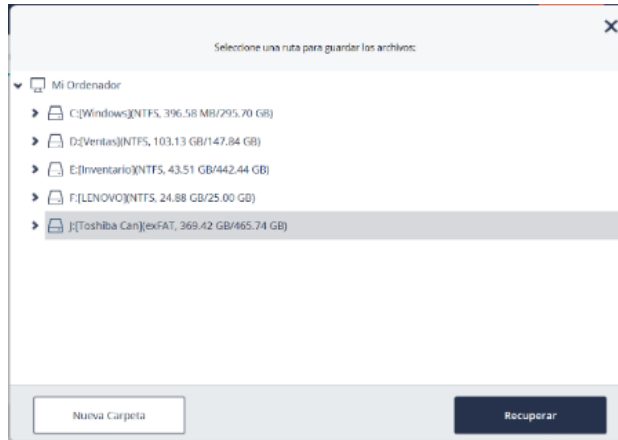 Seleccione una ruta para guardar los archivos:
Mi Ordenador
C:[Windows](NTFS, 396.58 MB/295.70 GB)
D:[Ventas](NTFS, 103.13 GB/147.84 GB)
E:[Inventario](NTFS, 43.51 GB/442.44 GB)
F:[LENOVO](NTFS, 24.88 GB/25.00 GB)
J:[Toshiba Can](exFAT, 369.42 GB/465.74 GB)
Nueva Carpeta
Recuperar